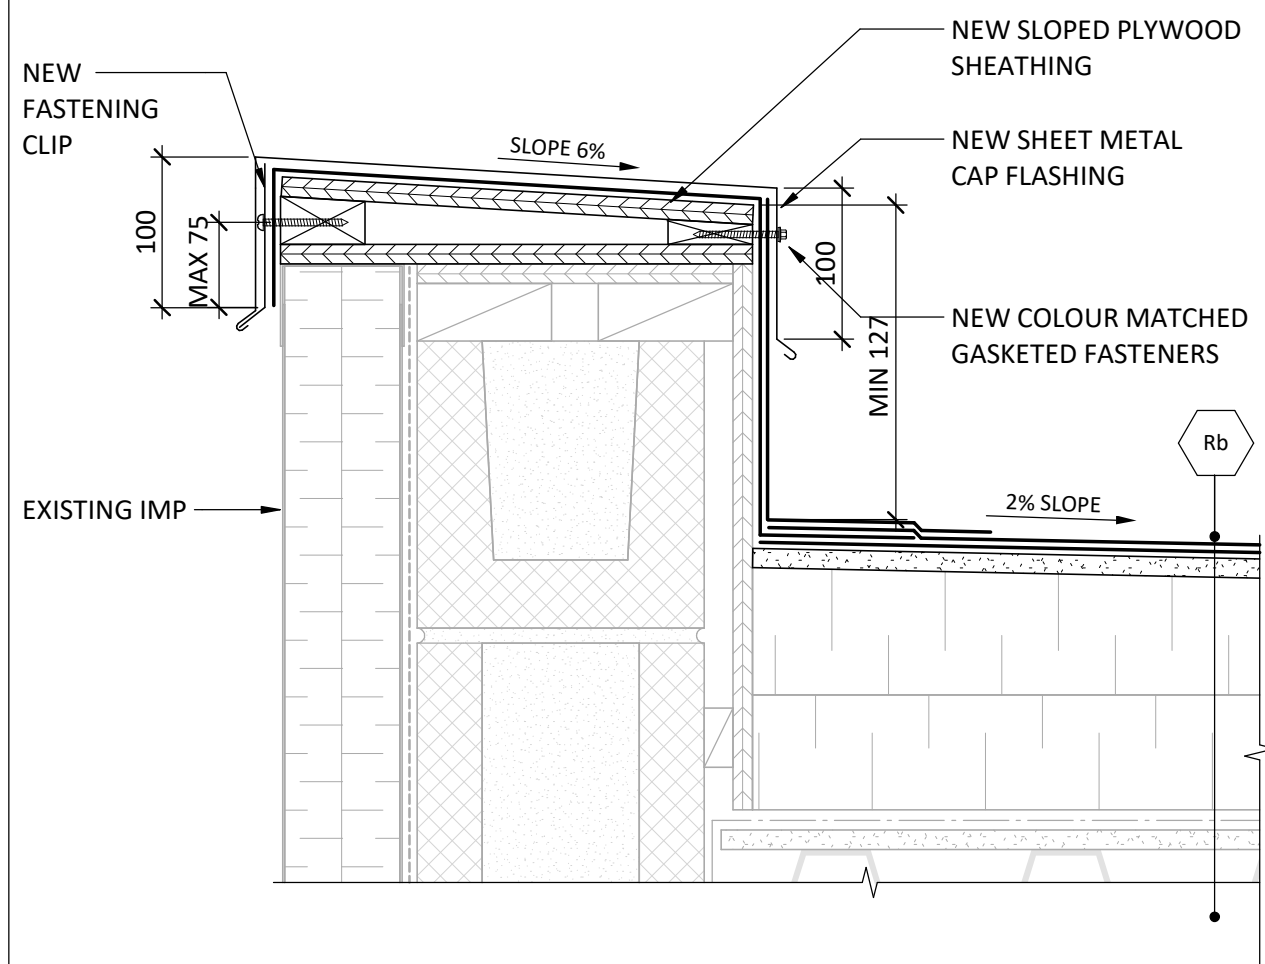 NEW SLOPED PLYWOOD
SHEATHING
NEW
FASTENING
CLIP
SLOPE 6%
NEW SHEET METAL
CAP FLASHING
100
MAX 75
100
MIN 127
NEW COLOUR MATCHED
GASKETED FASTENERS
Rb
EXISTING IMP
2% SLOPE